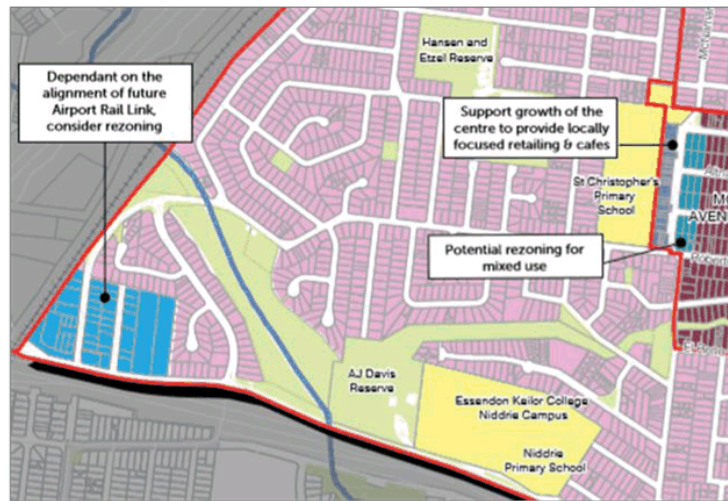 Hansen and
Etzel Reserve
Dependant on the
alignment of future
Airport Rail Link,
consider rezoning
Support growth of the
centre to provide locally
focused retailing & cafes
St Christopher's
Primary
School
AVEN
Potential rezoning for
mixed use
AJ Davis
Reserve
Essendon Keilor College
Niddrie Campus
Niddrie
Primary School